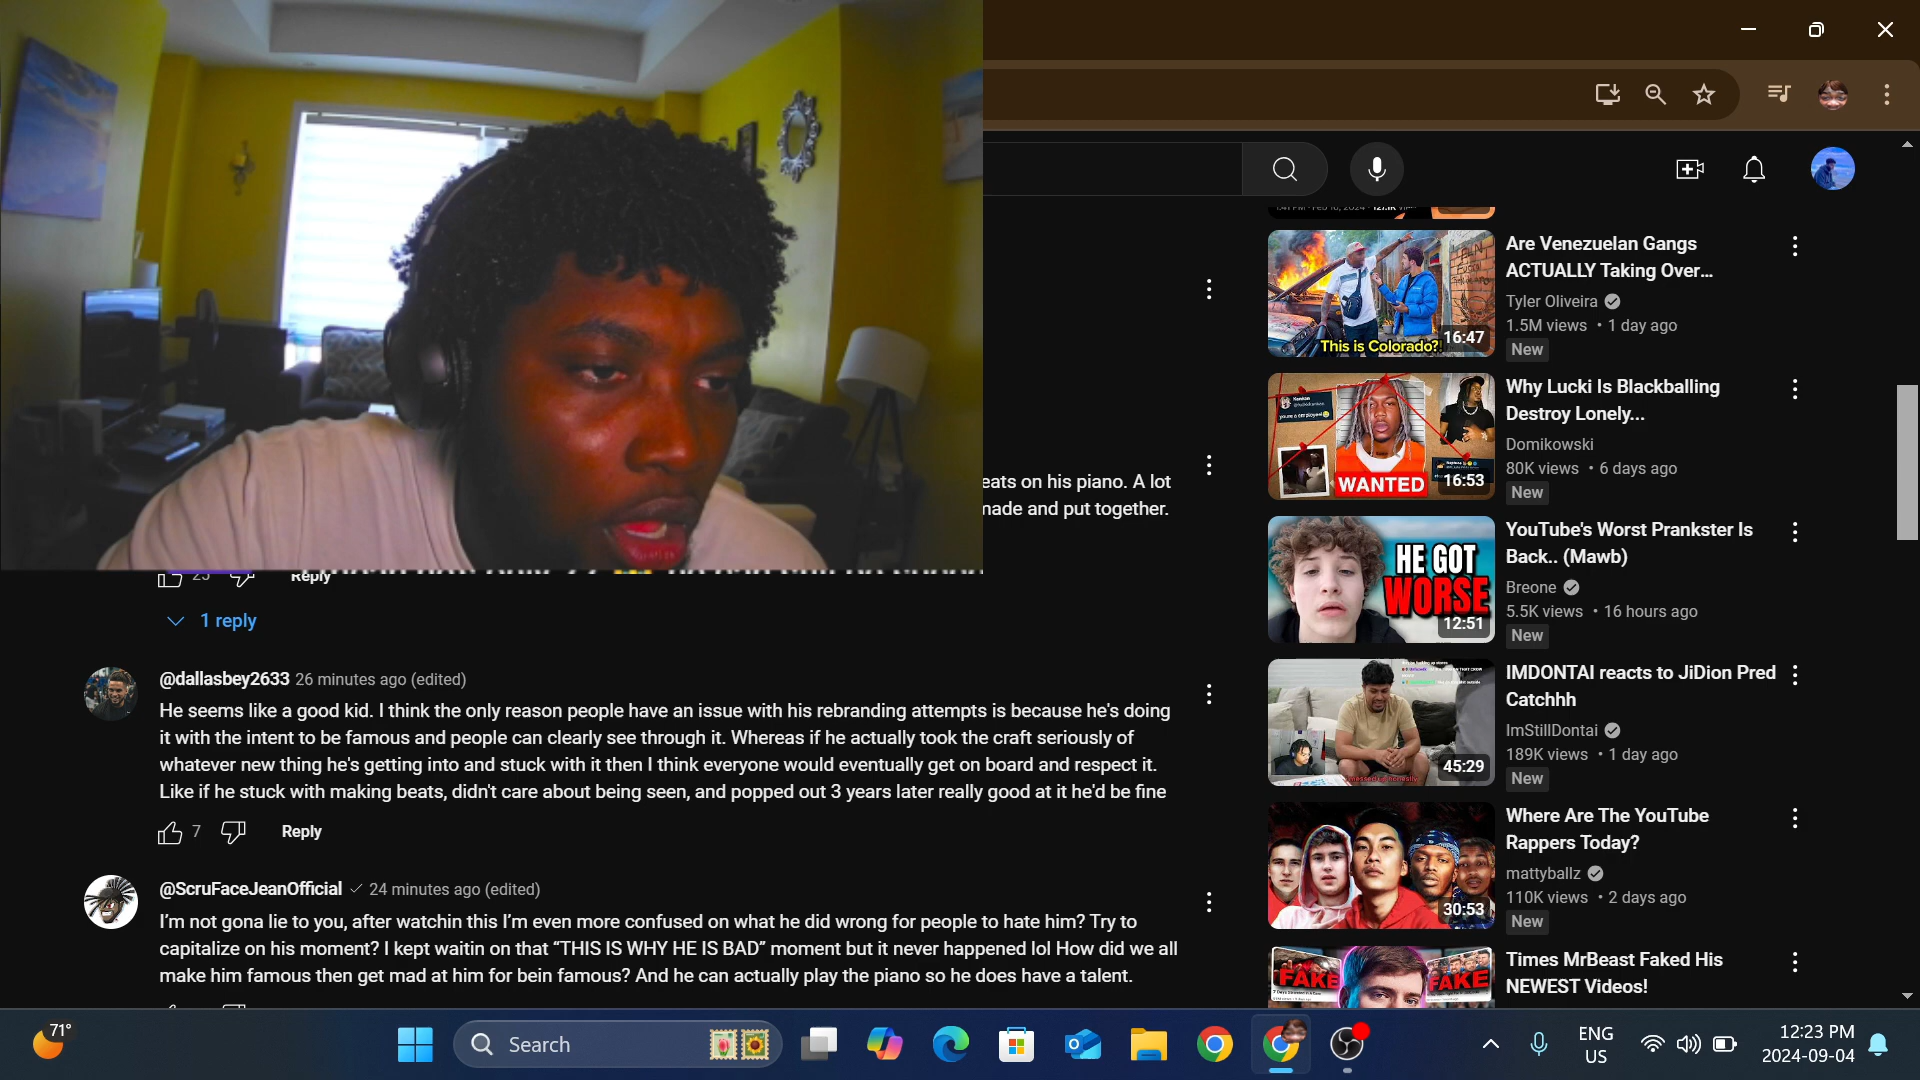 Are Venezuelan Gangs
ACTUALLY Taking Over...
Tyler Oliveira
1.5M views • 1 day ago
New
This is Colorado?
16:47
Why Lucki Is Blackballing
Destroy Lonely...
Domikowski
80K views • 6 days ago
New
WANTED
16:53
eats on his piano. A lot
made and put together.
YouTube's Worst Prankster Is
Back.. (Mawb)
Breone
5.5K views • 16 hours ago
New
HE GOT
WORSE
12:51
25 Reply
1 reply
@dallasbey2633 26 minutes ago (edited)
He seems like a good kid. I think the only reason people have an issue with his rebranding attempts is because he's doing
it with the intent to be famous and people can clearly see through it. Whereas if he actually took the craft seriously of
whatever new thing he's getting into and stuck with it then I think everyone would eventually get on board and respect it.
Like if he stuck with making beats, didn't care about being seen, and popped out 3 years later really good at it he'd be fine
7 Reply
IMDONTAI reacts to JiDion Pred
Catchhh
ImStillDontai
189K views • 1 day ago
New
45:29
Where Are The YouTube
Rappers Today?
mattyballz
110K views • 2 days ago
New
30:53
@ScruFaceJeanOfficial 24 minutes ago (edited)
I'm not gona lie to you, after watchin this I'm even more confused on what he did wrong for people to hate him? Try to
capitalize on his moment? I kept waitin on that “THIS IS WHY HE IS BAD” moment but it never happened lol How did we all
make him famous then get mad at him for bein famous? And he can actually play the piano so he does have a talent.
Times MrBeast Faked His
NEWEST Videos!
FAKE
FAKE
71°
Search
ENG
US
12:23 PM
2024-09-04